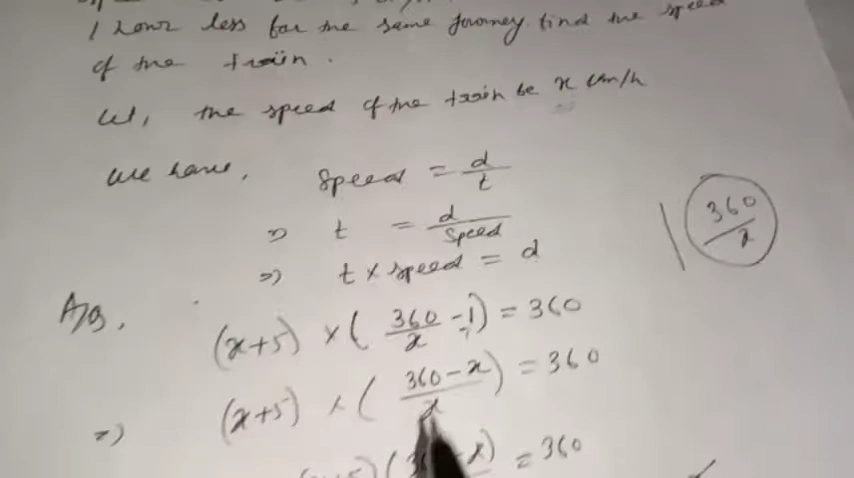 1 hour less for the same journey. find the speed
of the train.
Let, the speed of the train be x km/h
We have, Speed = d/t
⇒ t = d/Speed
⇒ t × speed = d
360/x
A/q,
(x+5) × (360/x - 1) = 360
⇒ (x+5) × (360-x/x) = 360
= 360